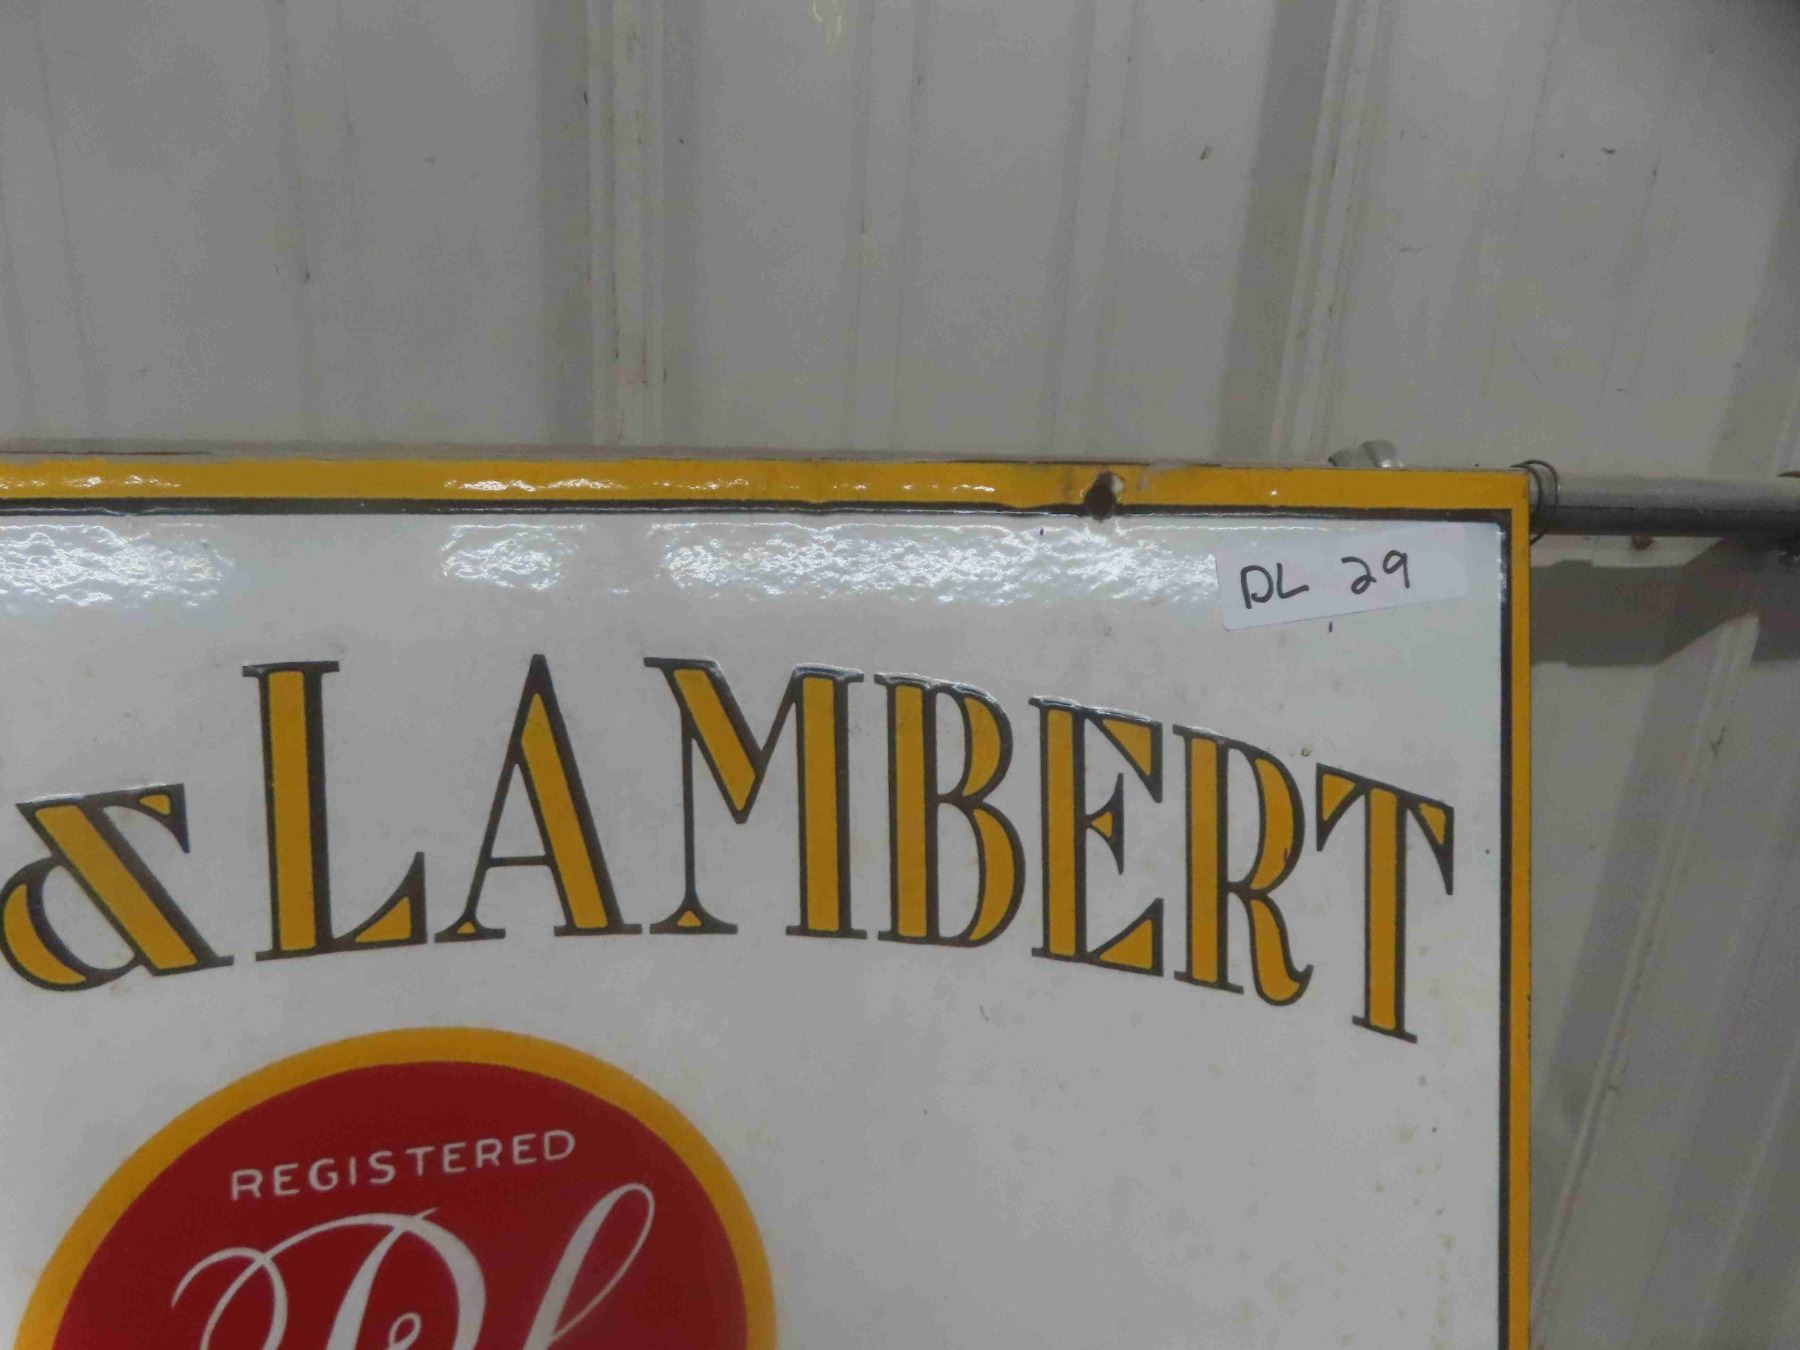 DL 29
& LAMBERT
REGISTERED